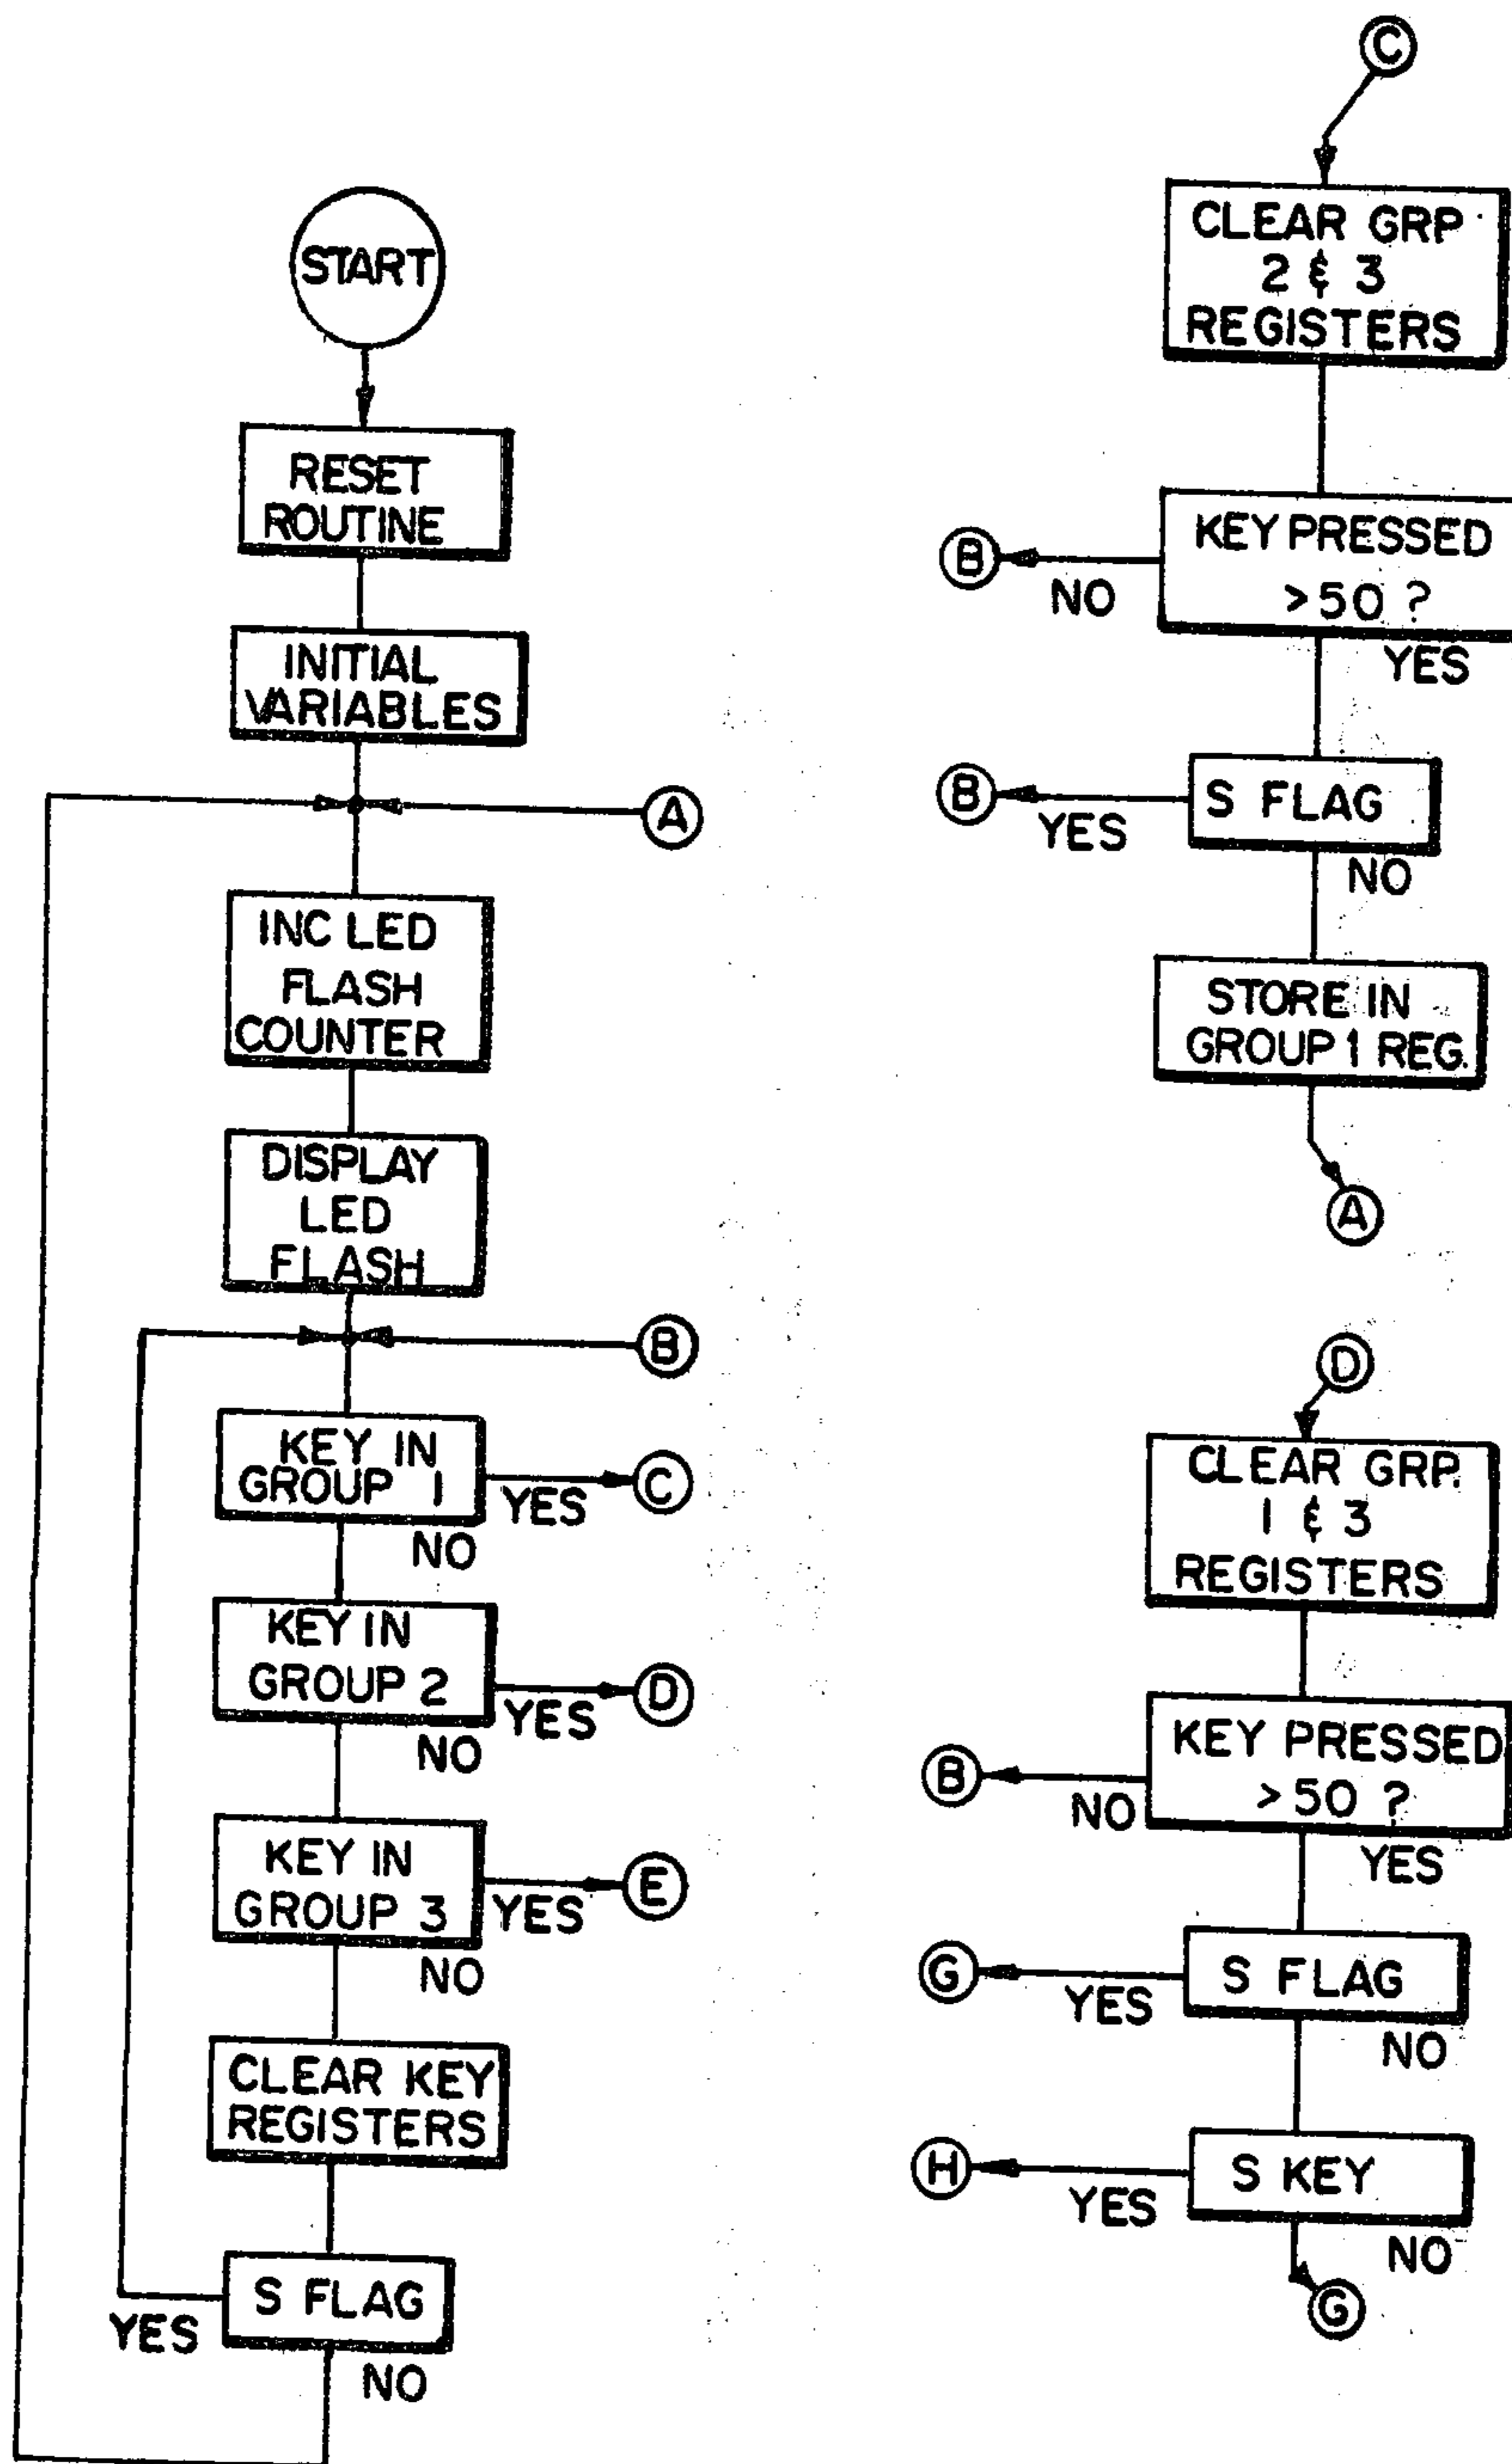 START
RESET
ROUTINE
INITIAL
VARIABLES
A
INC LED
FLASH
COUNTER
DISPLAY
LED
FLASH
B
KEY IN
GROUP 1
YES
C
NO
KEY IN
GROUP 2
YES
D
NO
KEY IN
GROUP 3
YES
E
NO
CLEAR KEY
REGISTERS
S FLAG
YES
NO
C
CLEAR GRP
2 & 3
REGISTERS
KEY PRESSED
>50 ?
B
NO
YES
S FLAG
B
YES
NO
STORE IN
GROUP 1 REG.
A
D
CLEAR GRP.
1 & 3
REGISTERS
KEY PRESSED
>50 ?
B
NO
YES
S FLAG
G
YES
NO
S KEY
H
YES
NO
G